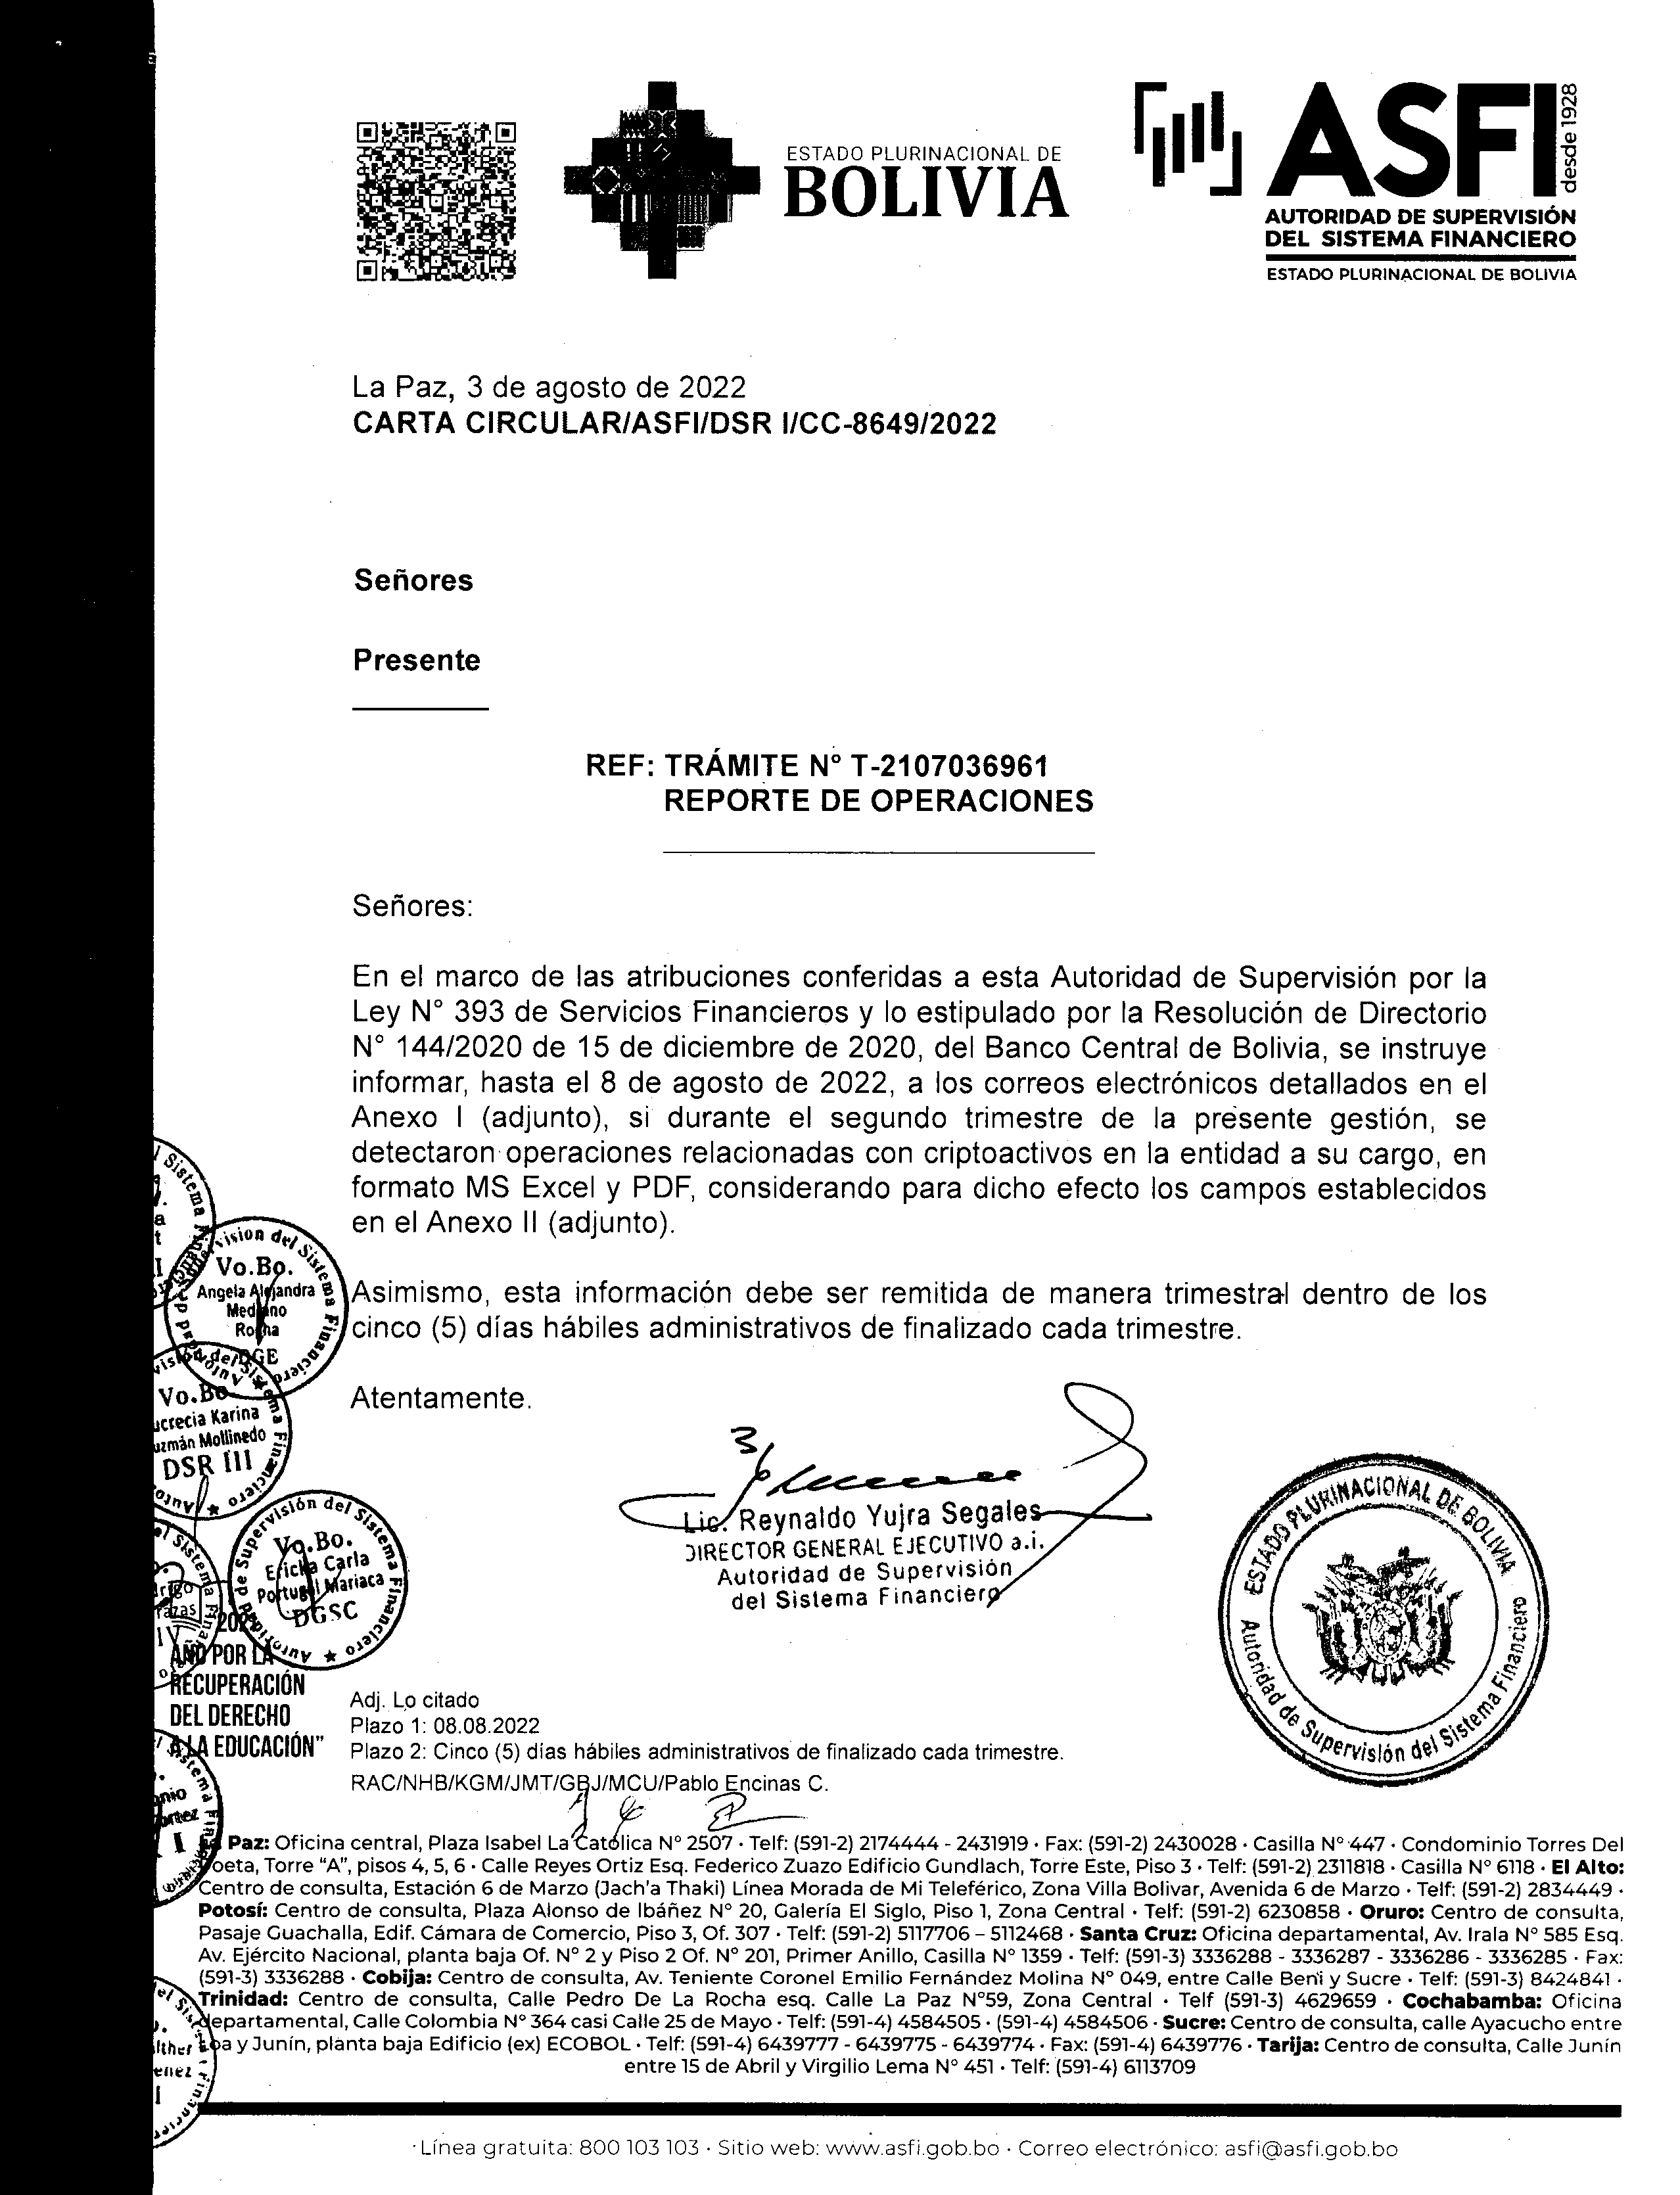 ESTADO PLURINACIONAL DE
BOLIVIA
ASFI
desde 1928
AUTORIDAD DE SUPERVISIÓN
DEL SISTEMA FINANCIERO
ESTADO PLURINACIONAL DE BOLIVIA
La Paz, 3 de agosto de 2022
CARTA CIRCULAR/ASFI/DSR I/CC-8649/2022
Señores
Presente
REF: TRÁMITE N° T-2107036961
REPORTE DE OPERACIONES
Señores:
En el marco de las atribuciones conferidas a esta Autoridad de Supervisión por la
Ley N° 393 de Servicios Financieros y lo estipulado por la Resolución de Directorio
N° 144/2020 de 15 de diciembre de 2020, del Banco Central de Bolivia, se instruye
informar, hasta el 8 de agosto de 2022, a los correos electrónicos detallados en el
Anexo I (adjunto), si durante el segundo trimestre de la presente gestión, se
detectaron operaciones relacionadas con criptoactivos en la entidad a su cargo, en
formato MS Excel y PDF, considerando para dicho efecto los campos establecidos
en el Anexo II (adjunto).
Asimismo, esta información debe ser remitida de manera trimestral dentro de los
cinco (5) días hábiles administrativos de finalizado cada trimestre.
Atentamente.
Lic. Reynaldo Yujra Segales
DIRECTOR GENERAL EJECUTIVO a.i.
Autoridad de Supervisión
del Sistema Financiero
ESTADO PLURINACIONAL DE BOLIVIA
Autoridad de Supervisión del Sistema Financiero
Vo.Bo.
Angela Alejandra
Medrano
Rocha
DGE
Vo.Bo
Karina
Mollinedo
DSR III
Supervisión del Sistema Financiero
Vo.Bo.
Ericka Carla
Portugal Mariaca
DGSC
AÑO POR LA
RECUPERACIÓN
DEL DERECHO
A LA EDUCACIÓN"
Adj. Lo citado
Plazo 1: 08.08.2022
Plazo 2: Cinco (5) días hábiles administrativos de finalizado cada trimestre.
RAC/NHB/KGM/JMT/GBJ/MCU/Pablo Encinas C.
Paz: Oficina central, Plaza Isabel La Católica N° 2507 · Telf: (591-2) 2174444 - 2431919 · Fax: (591-2) 2430028 · Casilla N° 447 · Condominio Torres Del
Poeta, Torre “A”, pisos 4, 5, 6 · Calle Reyes Ortiz Esq. Federico Zuazo Edificio Gundlach, Torre Este, Piso 3 · Telf: (591-2) 2311818 · Casilla N° 6118 · El Alto:
Centro de consulta, Estación 6 de Marzo (Jach'a Thaki) Línea Morada de Mi Teleférico, Zona Villa Bolivar, Avenida 6 de Marzo · Telf: (591-2) 2834449 ·
Potosí: Centro de consulta, Plaza Alonso de Ibáñez N° 20, Galería El Siglo, Piso 1, Zona Central · Telf: (591-2) 6230858 · Oruro: Centro de consulta,
Pasaje Guachalla, Edif. Cámara de Comercio, Piso 3, Of. 307 · Telf: (591-2) 5117706 – 5112468 · Santa Cruz: Oficina departamental, Av. Irala N° 585 Esq.
Av. Ejército Nacional, planta baja Of. N° 2 y Piso 2 Of. N° 201, Primer Anillo, Casilla N° 1359 · Telf: (591-3) 3336288 - 3336287 - 3336286 - 3336285 · Fax:
(591-3) 3336288 · Cobija: Centro de consulta, Av. Teniente Coronel Emilio Fernández Molina N° 049, entre Calle Beni y Sucre · Telf: (591-3) 8424841 ·
Trinidad: Centro de consulta, Calle Pedro De La Rocha esq. Calle La Paz N°59, Zona Central · Telf (591-3) 4629659 · Cochabamba: Oficina
departamental, Calle Colombia N° 364 casi Calle 25 de Mayo · Telf: (591-4) 4584505 · (591-4) 4584506 · Sucre: Centro de consulta, calle Ayacucho entre
Loa y Junín, planta baja Edificio (ex) ECOBOL · Telf: (591-4) 6439777 - 6439775 - 6439774 · Fax: (591-4) 6439776 · Tarija: Centro de consulta, Calle Junín
entre 15 de Abril y Virgilio Lema N° 451 · Telf: (591-4) 6113709
· Línea gratuita: 800 103 103 · Sitio web: www.asfi.gob.bo · Correo electrónico: asfi@asfi.gob.bo